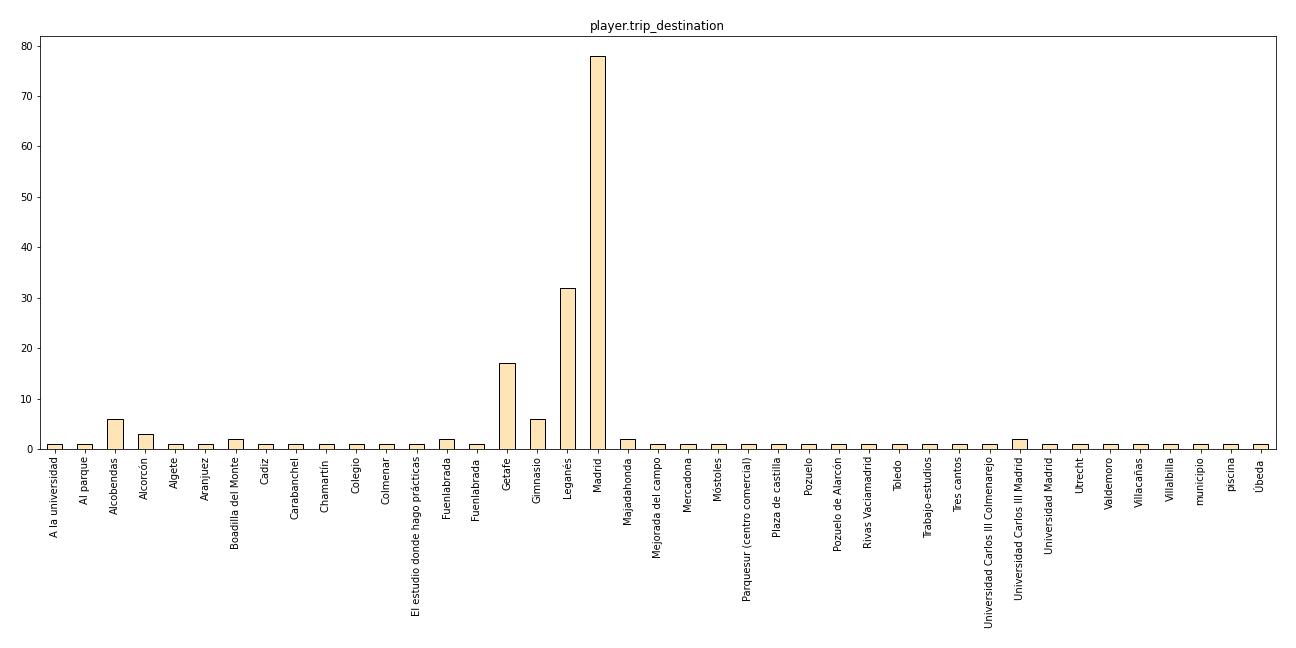 player.trip_destination
80
70
60
50
40
30
20
10
0
A la universidad
Al parque
Alcobendas
Alcorcón
Algete
Aranjuez
Boadilla del Monte
Cadiz
Carabanchel
Chamartín
Colegio
Colmenar
El estudio donde hago prácticas
Fuenlabrada
Fuenlabrada
Getafe
Gimnasio
Leganés
Madrid
Majadahonda
Mejorada del campo
Mercadona
Móstoles
Parquesur (centro comercial)
Plaza de castilla
Pozuelo
Pozuelo de Alarcón
Rivas Vaciamadrid
Toledo
Trabajo-estudios
Tres cantos
Universidad Carlos III Colmenarejo
Universidad Carlos III Madrid
Universidad Madrid
Utrecht
Valdemoro
Villacañas
Villalbilla
municipio
piscina
Úbeda